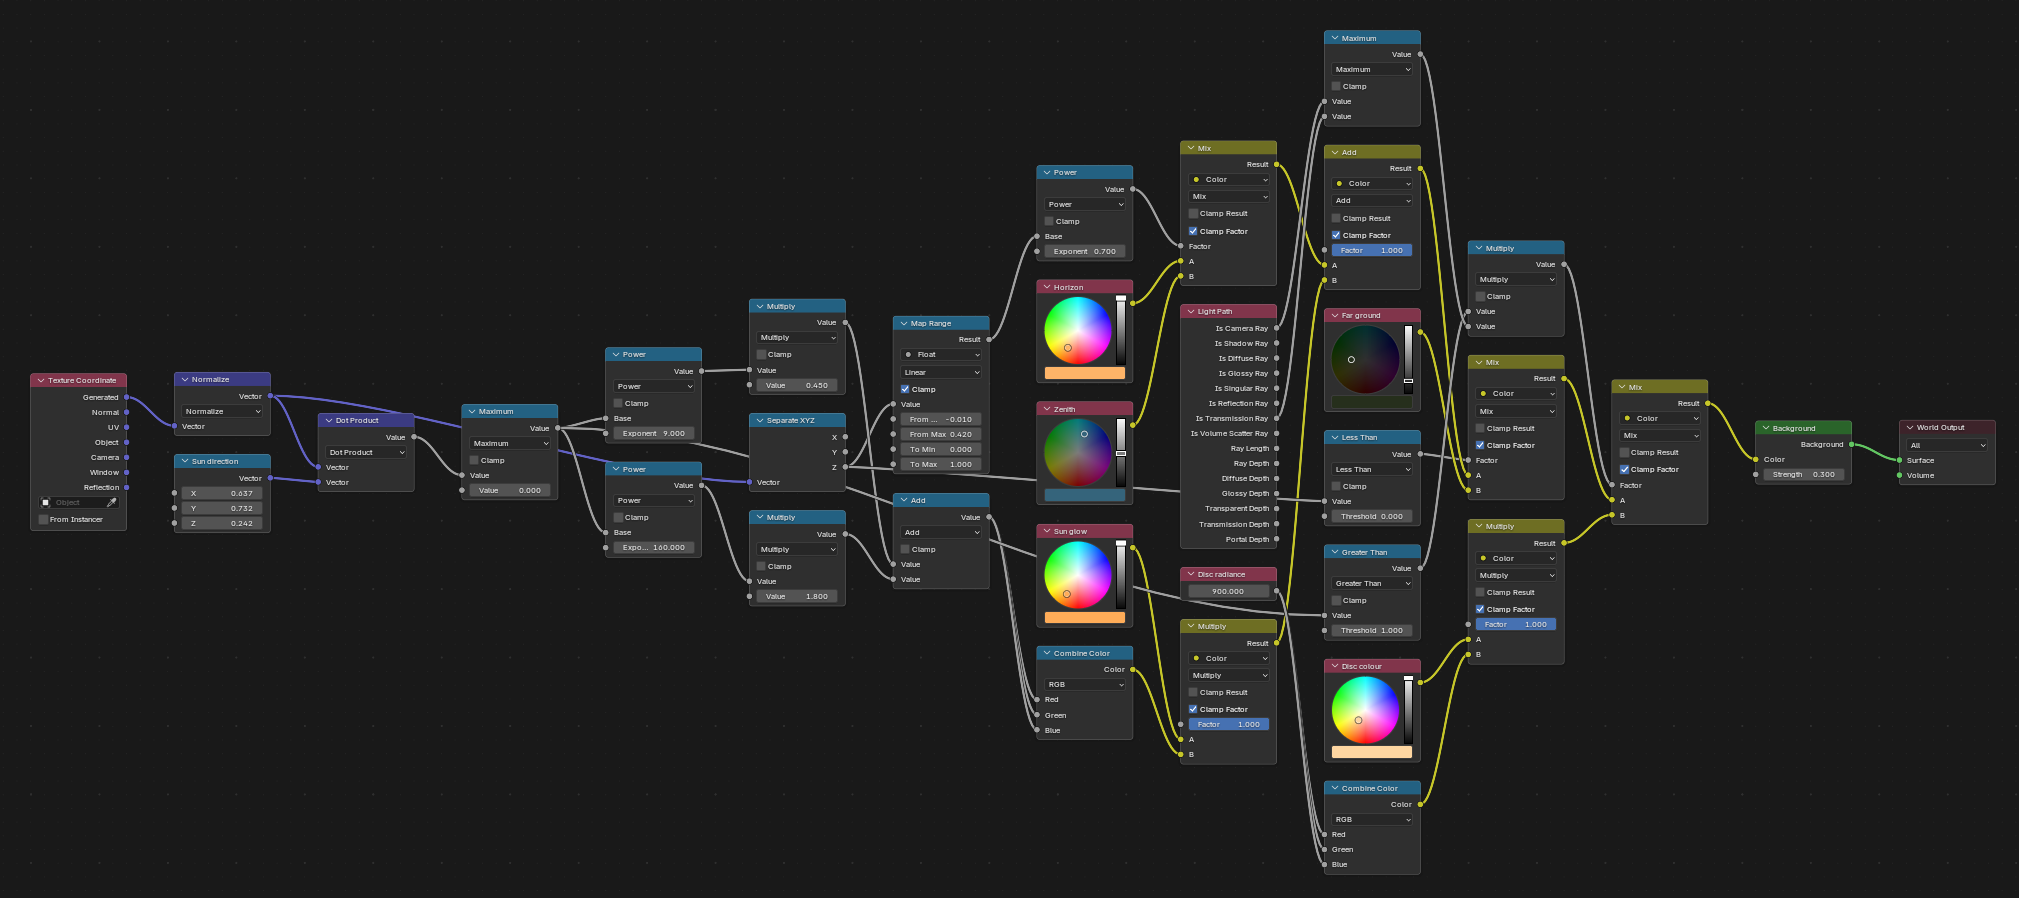 Texture Coordinate
Generated
Normal
UV
Object
Camera
Window
Reflection
Object
From Instancer
Normalize
Vector
Normalize
Vector
Sun direction
Vector
X 0.637
Y 0.732
Z 0.242
Dot Product
Value
Dot Product
Vector
Vector
Maximum
Value
Maximum
Clamp
Value
Value 0.000
Power
Value
Power
Clamp
Base
Exponent 9.000
Power
Value
Power
Clamp
Base
Expo... 160.000
Multiply
Value
Multiply
Clamp
Value
Value 0.450
Separate XYZ
X
Y
Z
Vector
Multiply
Value
Multiply
Clamp
Value
Value 1.800
Map Range
Result
Float
Linear
Clamp
Value
From ... -0.010
From Max 0.420
To Min 0.000
To Max 1.000
Add
Value
Add
Clamp
Value
Value
Power
Value
Power
Clamp
Base
Exponent 0.700
Horizon
Zenith
Sun glow
Combine Color
Color
RGB
Red
Green
Blue
Mix
Result
Color
Mix
Clamp Result
Clamp Factor
Factor
A
B
Light Path
Is Camera Ray
Is Shadow Ray
Is Diffuse Ray
Is Glossy Ray
Is Singular Ray
Is Reflection Ray
Is Transmission Ray
Is Volume Scatter Ray
Ray Length
Ray Depth
Diffuse Depth
Glossy Depth
Transparent Depth
Transmission Depth
Portal Depth
Disc radiance
900.000
Multiply
Result
Color
Multiply
Clamp Result
Clamp Factor
Factor 1.000
A
B
Maximum
Value
Maximum
Clamp
Value
Value
Add
Result
Color
Add
Clamp Result
Clamp Factor
Factor 1.000
A
B
Far ground
Less Than
Value
Less Than
Clamp
Value
Threshold 0.000
Greater Than
Value
Greater Than
Clamp
Value
Threshold 1.000
Disc colour
Combine Color
Color
RGB
Red
Green
Blue
Multiply
Value
Multiply
Clamp
Value
Value
Mix
Result
Color
Mix
Clamp Result
Clamp Factor
Factor
A
B
Multiply
Result
Color
Multiply
Clamp Result
Clamp Factor
Factor 1.000
A
B
Mix
Result
Color
Mix
Clamp Result
Clamp Factor
Factor
A
B
Background
Background
Color
Strength 0.300
World Output
All
Surface
Volume